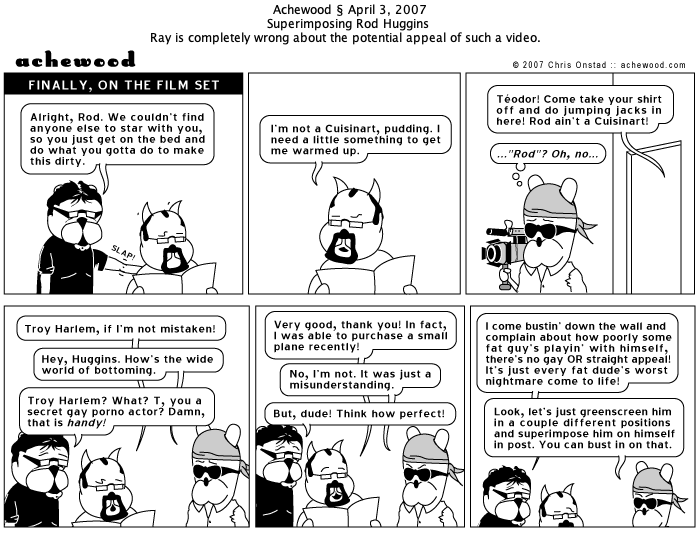 Achewood § April 3, 2007
Superimposing Rod Huggins
Ray is completely wrong about the potential appeal of such a video.
achewood
© 2007 Chris Onstad :: achewood.com
FINALLY, ON THE FILM SET
Alright, Rod. We couldn't find
anyone else to star with you,
so you just get on the bed and
do what you gotta do to make
this dirty.
SLAP!
I'm not a Cuisinart, pudding. I
need a little something to get
me warmed up.
Téodor! Come take your shirt
off and do jumping jacks in
here! Rod ain't a Cuisinart!
..."Rod"? Oh, no...
Troy Harlem, if I'm not mistaken!
Hey, Huggins. How's the wide
world of bottoming.
Troy Harlem? What? T, you a
secret gay porno actor? Damn,
that is handy!
Very good, thank you! In fact,
I was able to purchase a small
plane recently!
No, I'm not. It was just a
misunderstanding.
But, dude! Think how perfect!
I come bustin' down the wall and
complain about how poorly some
fat guy's playin' with himself,
there's no gay OR straight appeal!
It's just every fat dude's worst
nightmare come to life!
Look, let's just greenscreen him
in a couple different positions
and superimpose him on himself
in post. You can bust in on that.